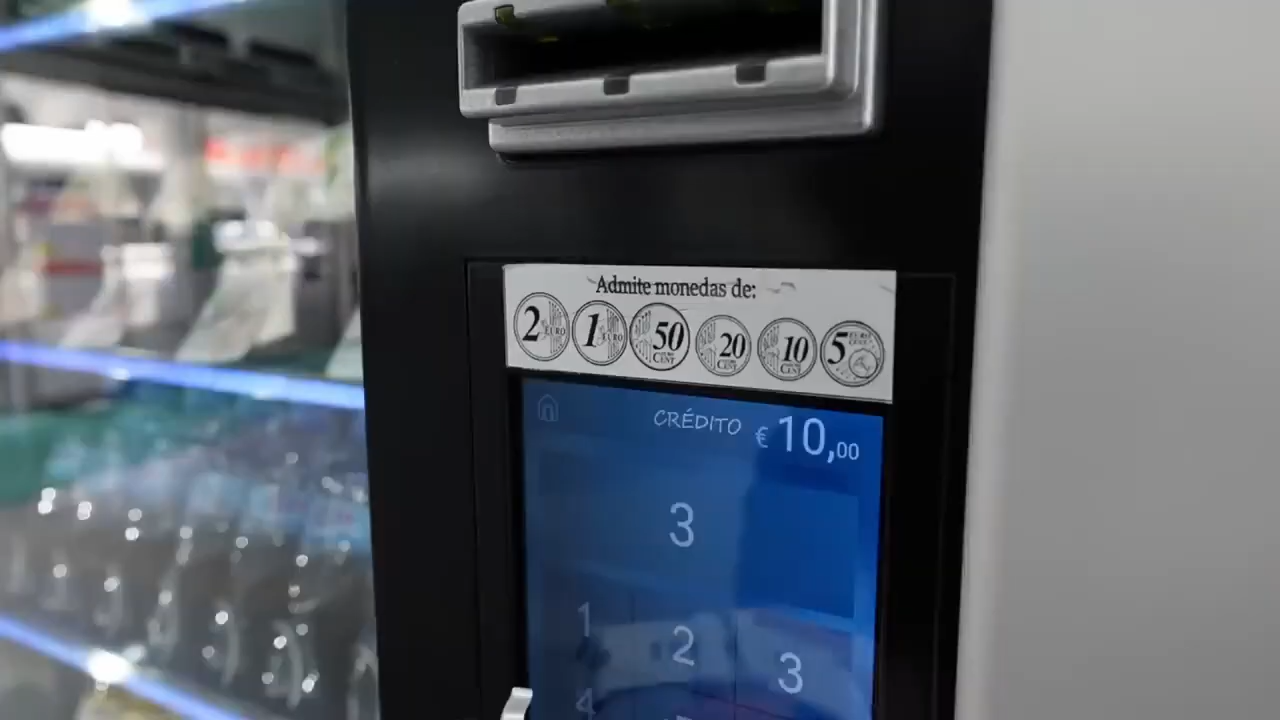 Admite monedas de:
2 EURO 1 EURO 50 CENT 20 CENT 10 CENT 5 EURO CENT
CRÉDITO € 10,00
3
1 2 3
4